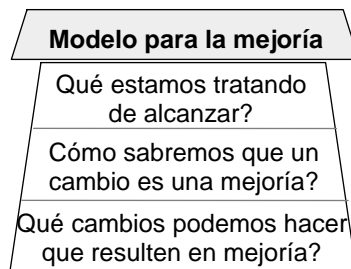 Modelo para la mejoría
Qué estamos tratando
de alcanzar?
Cómo sabremos que un
cambio es una mejoría?
Qué cambios podemos hacer
que resulten en mejoría?